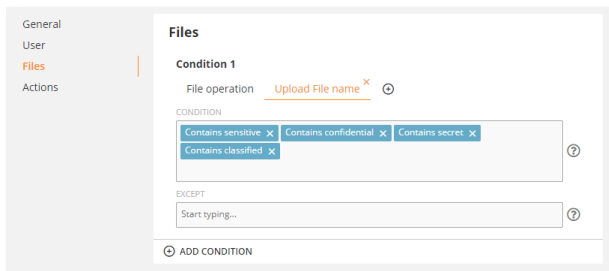 General
User
Files
Actions
Files
Condition 1
File operation Upload File name ×
CONDITION
Contains sensitive × Contains confidential × Contains secret ×
Contains classified ×
?
EXCEPT
Start typing...
?
ADD CONDITION